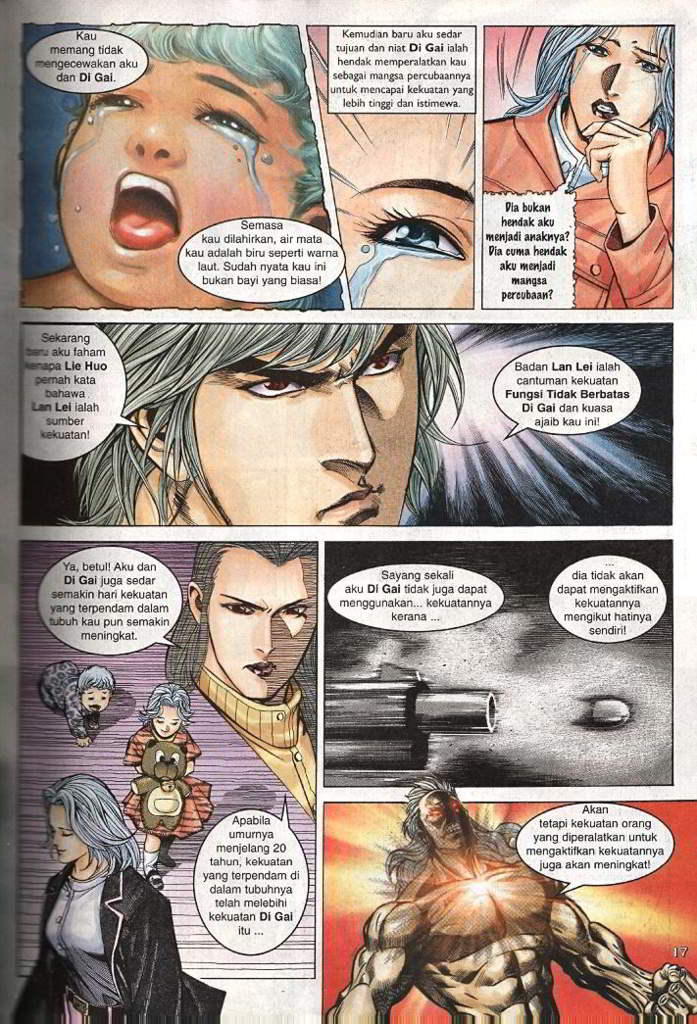 Kau
memang tidak
mengecewakan aku
dan Di Gai.
Semasa
kau dilahirkan, air mata
kau adalah biru seperti warna
laut. Sudah nyata kau ini
bukan bayi yang biasa!
Kemudian baru aku sedar
tujuan dan niat Di Gai ialah
hendak memperalatkan kau
sebagai mangsa percubaannya
untuk mencapai kekuatan yang
lebih tinggi dan istimewa.
Dia bukan
hendak aku
menjadi anaknya?
Dia cuma hendak
aku menjadi
mangsa
percubaan?
Sekarang
baru aku faham
kenapa Lie Huo
pernah kata
bahawa
Lan Lei ialah
sumber
kekuatan!
Badan Lan Lei ialah
cantuman kekuatan
Fungsi Tidak Berbatas
Di Gai dan kuasa
ajaib kau ini!
Ya, betul! Aku dan
Di Gai juga sedar
semakin hari kekuatan
yang terpendam dalam
tubuh kau pun semakin
meningkat.
Apabila
umurnya
menjelang 20
tahun, kekuatan
yang terpendam di
dalam tubuhnya
telah melebihi
kekuatan Di Gai
itu ...
Sayang sekali
aku Di Gai tidak juga dapat
menggunakan... kekuatannya
kerana ...
...
dia tidak akan
dapat mengaktifkan
kekuatannya
mengikut hatinya
sendiri!
Akan
tetapi kekuatan orang
yang diperalatkan untuk
mengaktifkan kekuatannya
juga akan meningkat!
17